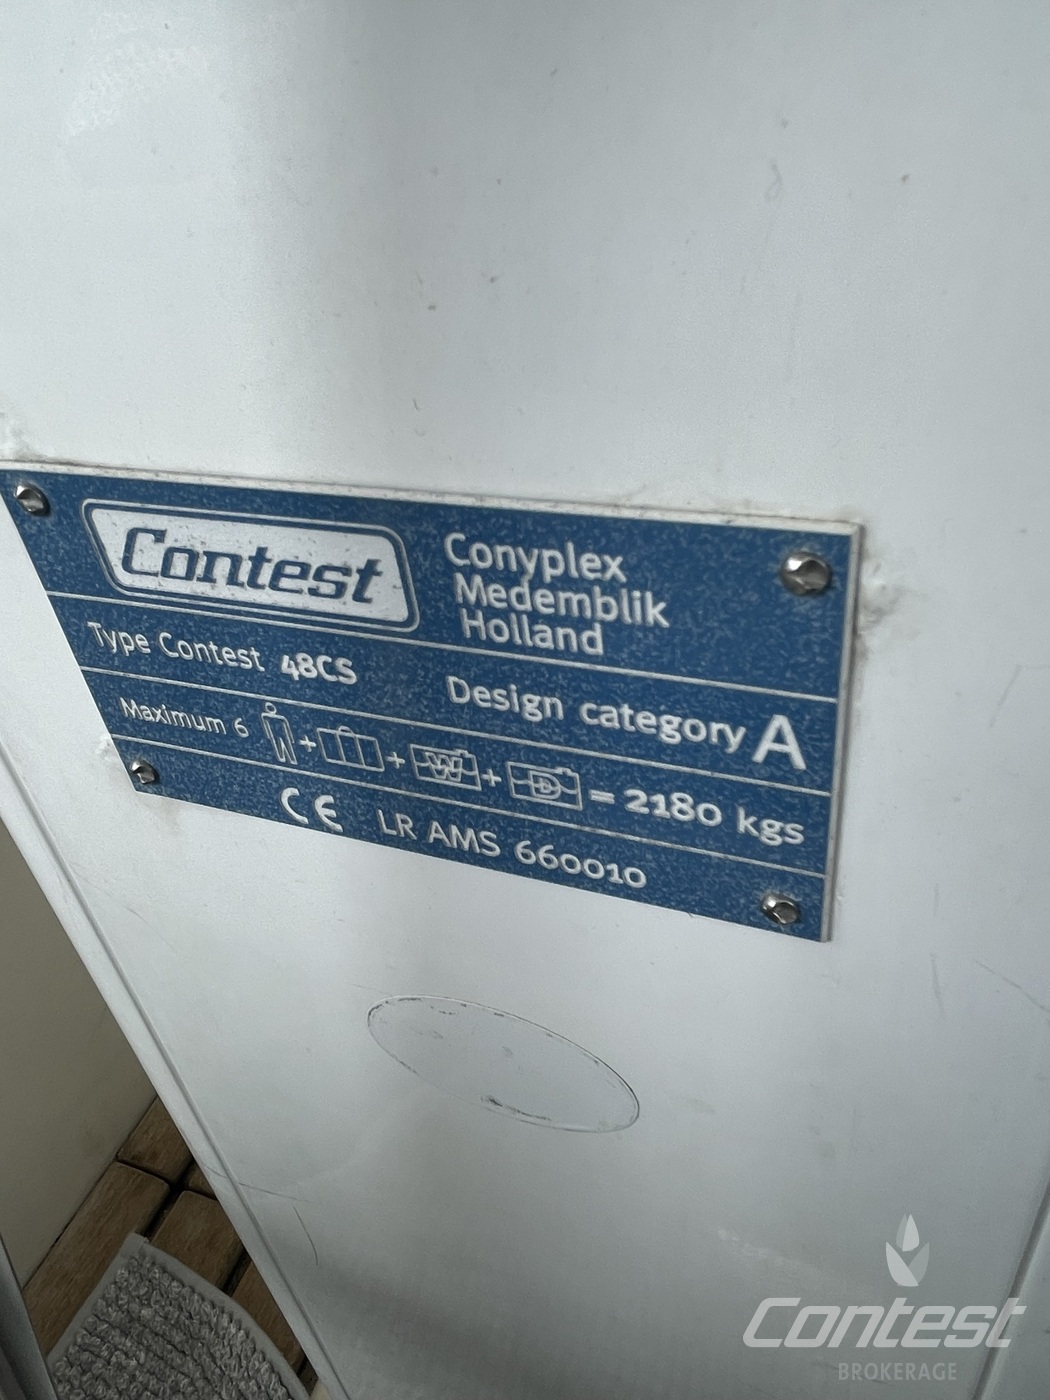 Contest
Conyplex
Medemblik
Holland
Type Contest 48CS
Design category A
Maximum 6 + + W + D = 2180 kgs
CE LR AMS 660010
Contest
BROKERAGE